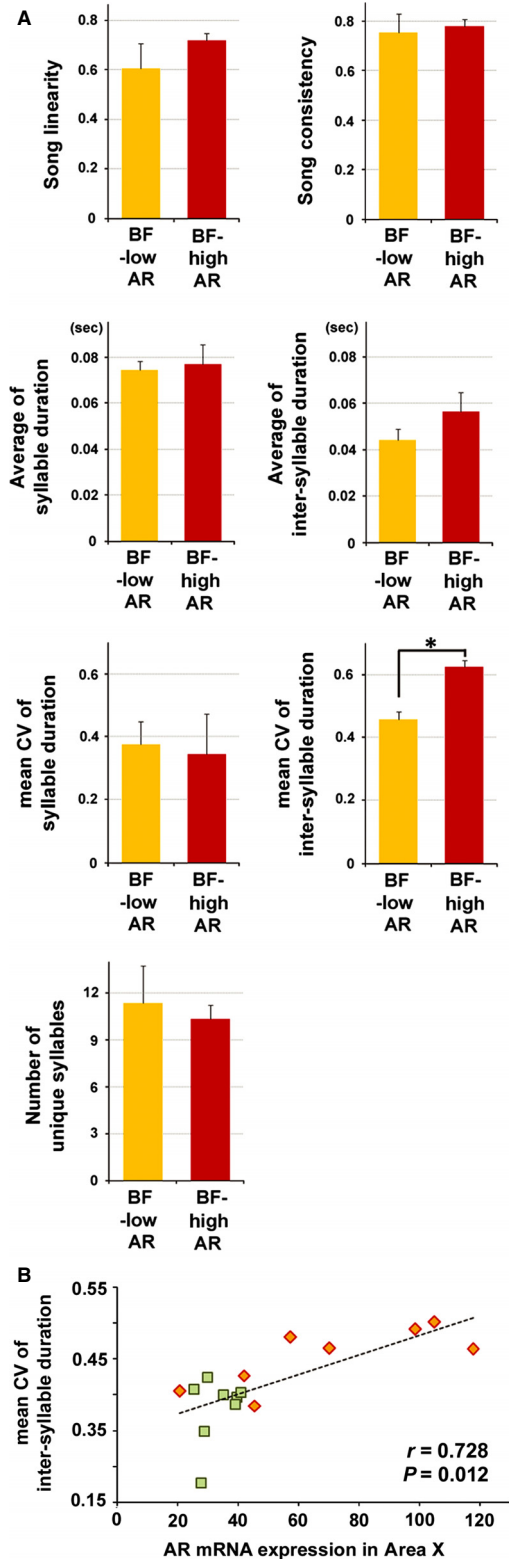 A
Song linearity
0.8
0.6
0.4
0.2
0
BF
-low
AR
BF-
high
AR
Song consistency
0.8
0.6
0.4
0.2
0
BF
-low
AR
BF-
high
AR
Average of
syllable duration
(sec)
0.08
0.06
0.04
0.02
0
BF
-low
AR
BF-
high
AR
Average of
inter-syllable duration
(sec)
0.08
0.06
0.04
0.02
0
BF
-low
AR
BF-
high
AR
mean CV of
syllable duration
0.6
0.4
0.2
0
BF
-low
AR
BF-
high
AR
mean CV of
inter-syllable duration
0.6
0.4
0.2
0
*
BF
-low
AR
BF-
high
AR
Number of
unique syllables
12
9
6
3
0
BF
-low
AR
BF-
high
AR
B
mean CV of
inter-syllable duration
0.55
0.45
0.35
0.15
r = 0.728
P = 0.012
0 20 40 60 80 100 120
AR mRNA expression in Area X